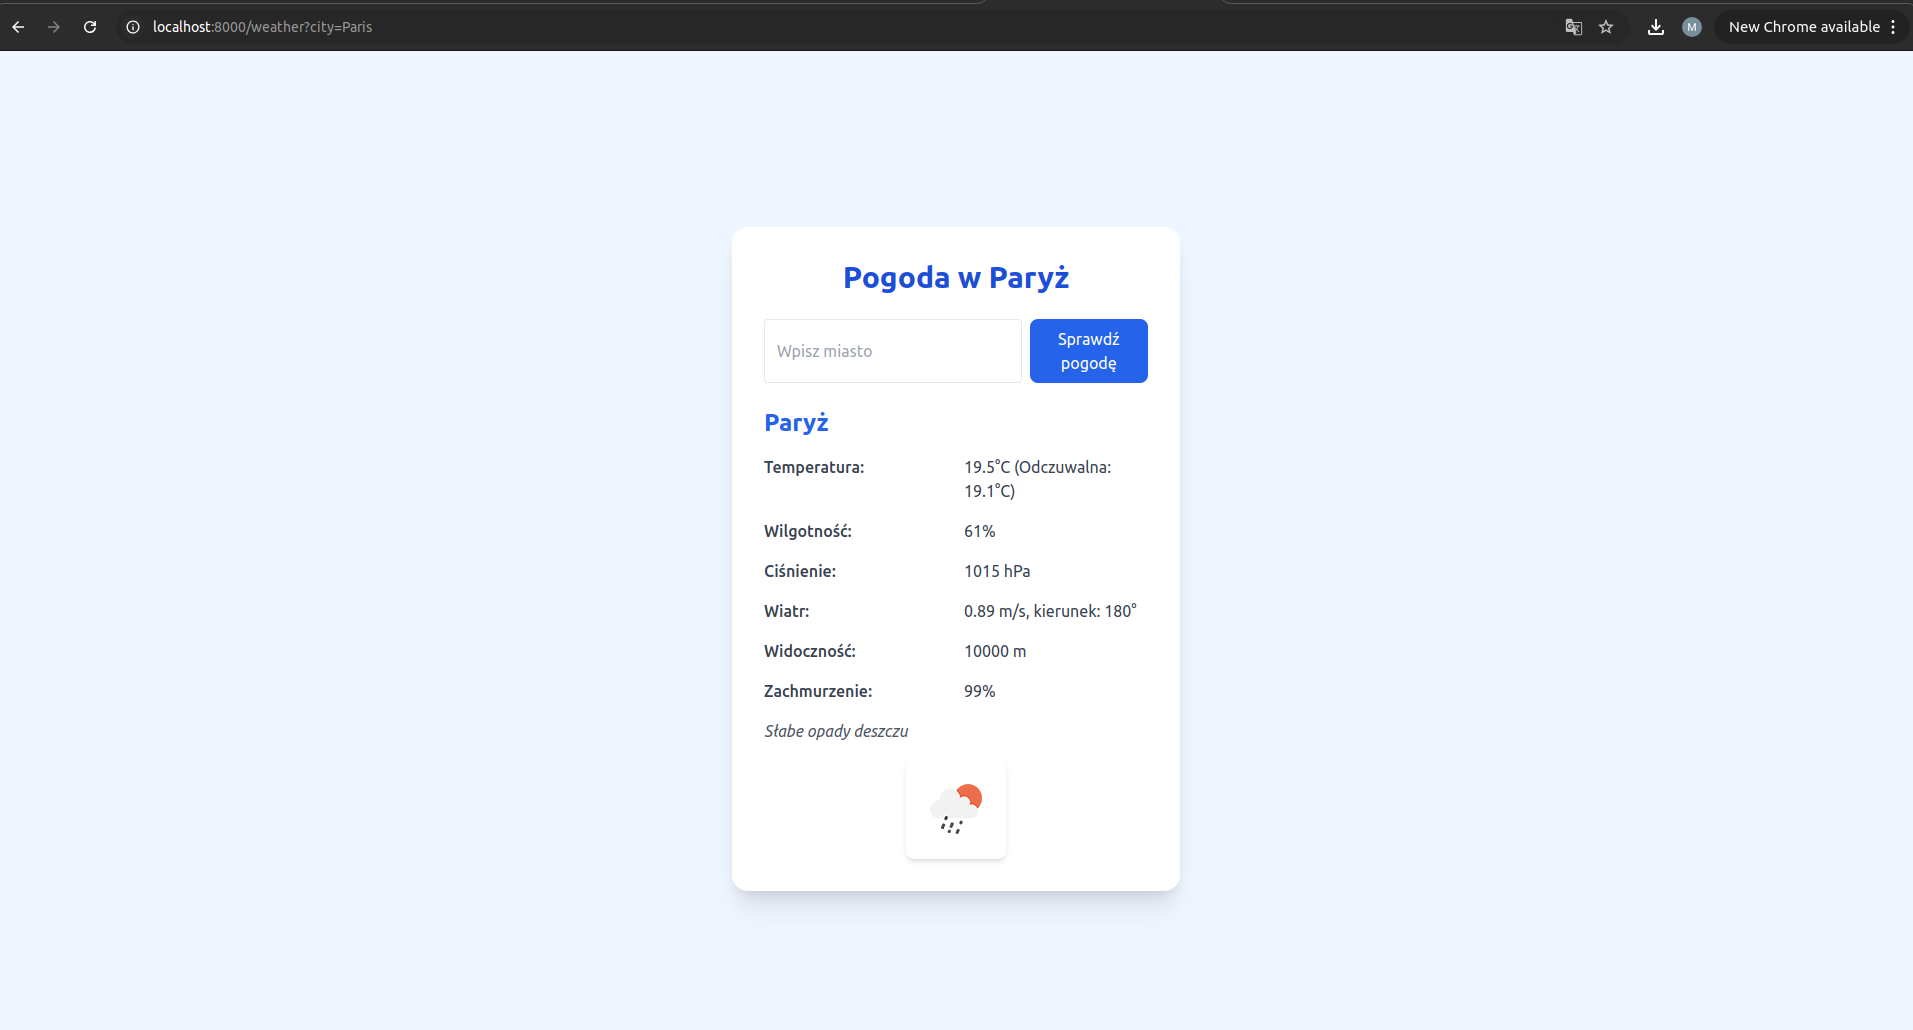 localhost:8000/weather?city=Paris
M
New Chrome available
Pogoda w Paryż
Wpisz miasto
Sprawdź
pogodę
Paryż
Temperatura: 19.5°C (Odczuwalna:
19.1°C)
Wilgotność: 61%
Ciśnienie: 1015 hPa
Wiatr: 0.89 m/s, kierunek: 180°
Widoczność: 10000 m
Zachmurzenie: 99%
Słabe opady deszczu